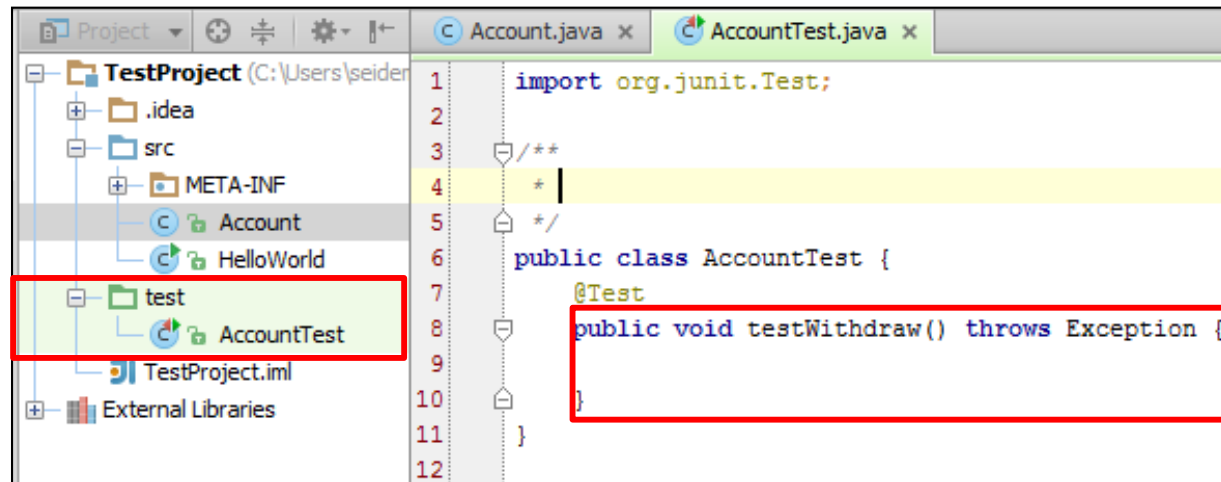 Project
TestProject (C:\Users\seider
.idea
src
META-INF
Account
HelloWorld
test
AccountTest
TestProject.iml
External Libraries
Account.java × AccountTest.java ×
1 import org.junit.Test;
2
3 /**
4 *
5 */
6 public class AccountTest {
7 @Test
8 public void testWithdraw() throws Exception {
9
10 }
11 }
12